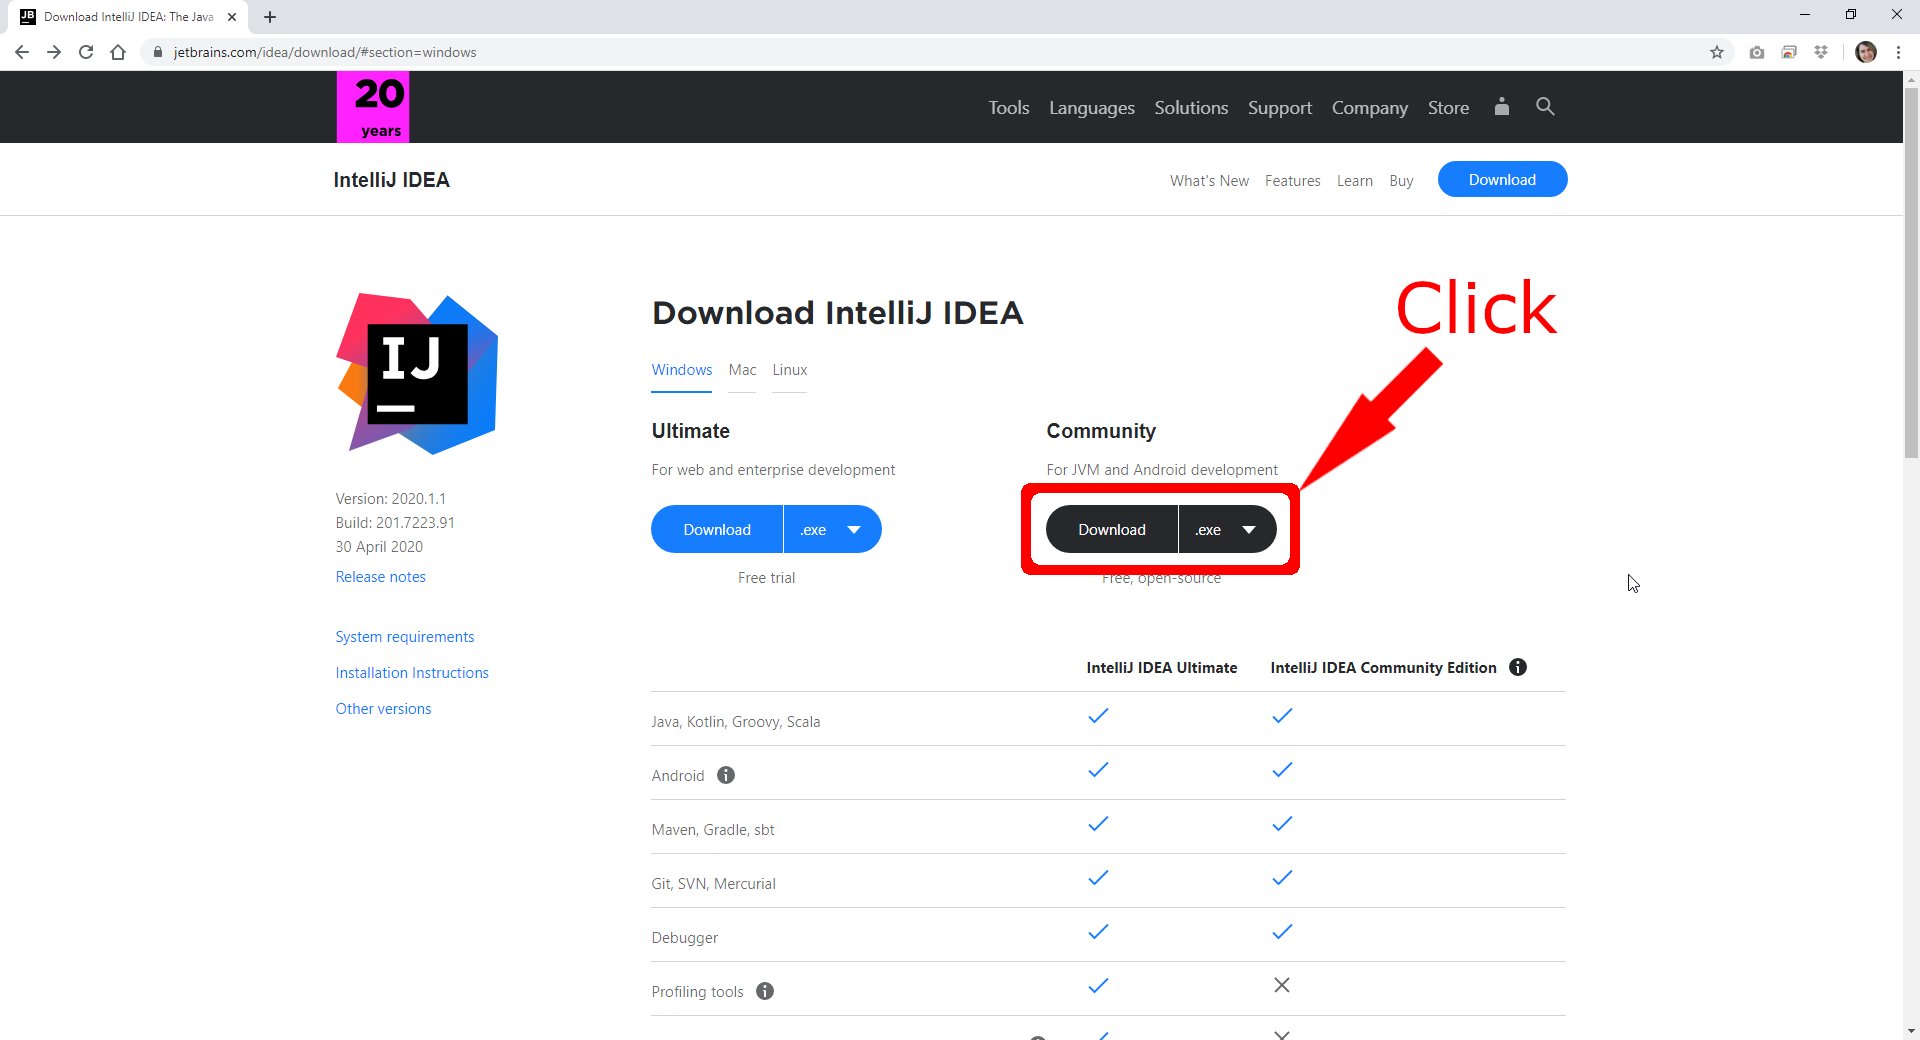 JB
Download IntelliJ IDEA: The Java
jetbrains.com/idea/download/#section=windows
20
years
Tools Languages Solutions Support Company Store
IntelliJ IDEA
What's New Features Learn Buy Download
Click
IJ
Download IntelliJ IDEA
Windows Mac Linux
Ultimate
For web and enterprise development
Download .exe
Free trial
Community
For JVM and Android development
Download .exe
Free, open-source
Version: 2020.1.1
Build: 201.7223.91
30 April 2020
Release notes
System requirements
Installation Instructions
Other versions
IntelliJ IDEA Ultimate IntelliJ IDEA Community Edition
Java, Kotlin, Groovy, Scala
Android
Maven, Gradle, sbt
Git, SVN, Mercurial
Debugger
Profiling tools